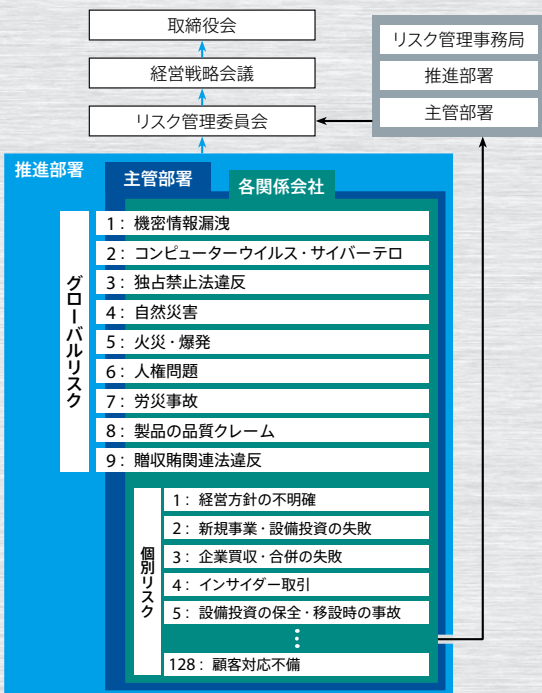 取締役会
経営戦略会議
リスク管理委員会
リスク管理事務局
推進部署
主管部署
推進部署
主管部署
各関係会社
グローバルリスク
1： 機密情報漏洩
2： コンピューターウイルス・サイバーテロ
3： 独占禁止法違反
4： 自然災害
5： 火災・爆発
6： 人権問題
7： 労災事故
8： 製品の品質クレーム
9： 贈収賄関連法違反
個別リスク
1： 経営方針の不明確
2： 新規事業・設備投資の失敗
3： 企業買収・合併の失敗
4： インサイダー取引
5： 設備投資の保全・移設時の事故
⋮
128： 顧客対応不備